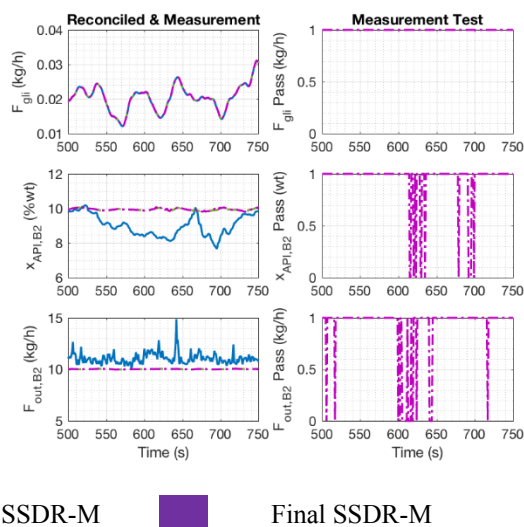 Reconciled & Measurement
Measurement Test
F_gli (kg/h)
0.04
0.03
0.02
0.01
500 550 600 650 700 750
F_gli Pass (kg/h)
1
0.5
0
500 550 600 650 700 750
x_API,B2 (%wt)
12
10
8
6
500 550 600 650 700 750
x_API,B2 Pass (wt)
1
0.5
0
500 550 600 650 700 750
F_out,B2 (kg/h)
15
10
5
500 550 600 650 700 750
Time (s)
F_out,B2 Pass (kg/h)
1
0.5
0
500 550 600 650 700 750
Time (s)
SSDR-M
Final SSDR-M